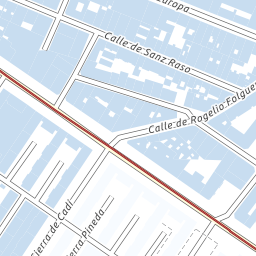 Europa
Calle de Sanz Raso
Calle de Rogelio Folgue
Sierra de Cadí
Sierra Pineda